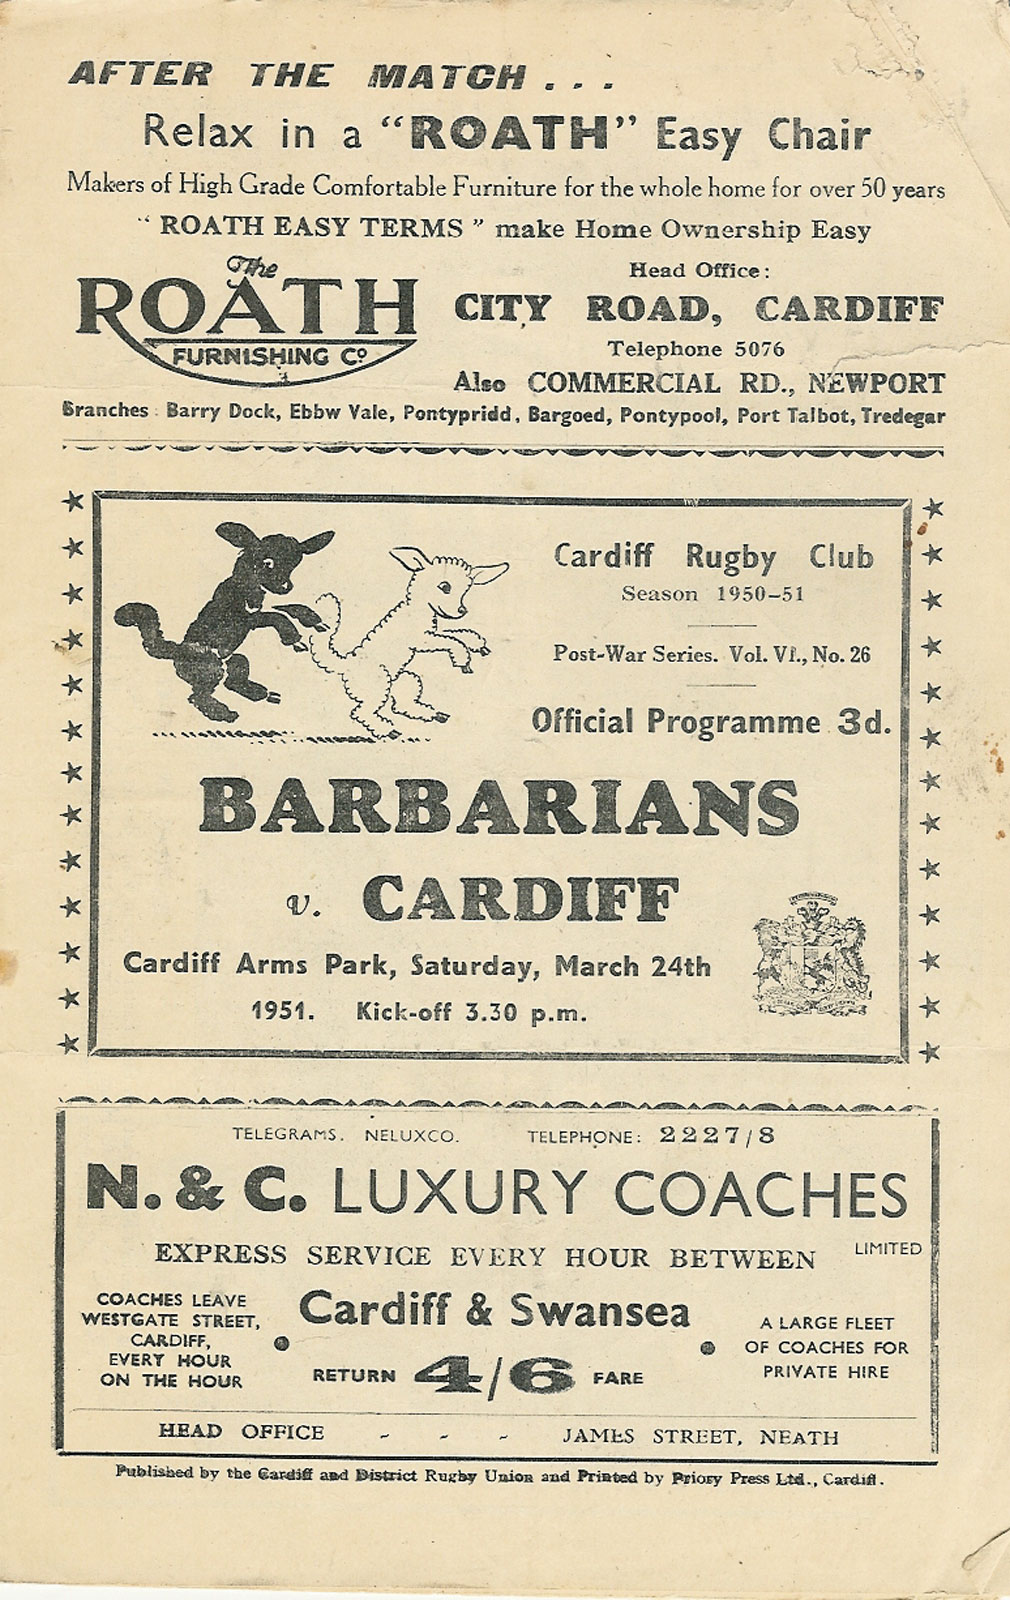 AFTER THE MATCH . . .
Relax in a "ROATH" Easy Chair
Makers of High Grade Comfortable Furniture for the whole home for over 50 years
"ROATH EASY TERMS" make Home Ownership Easy
The
ROATH
FURNISHING Co
Head Office:
CITY ROAD, CARDIFF
Telephone 5076
Also COMMERCIAL RD., NEWPORT
Branches: Barry Dock, Ebbw Vale, Pontypridd, Bargoed, Pontypool, Port Talbot, Tredegar
Cardiff Rugby Club
Season 1950-51
Post-War Series. Vol. VI., No. 26
Official Programme 3d.
BARBARIANS
v. CARDIFF
Cardiff Arms Park, Saturday, March 24th
1951. Kick-off 3.30 p.m.
TELEGRAMS. NELUXCO. TELEPHONE: 2227/8
N. & C. LUXURY COACHES
LIMITED
EXPRESS SERVICE EVERY HOUR BETWEEN
COACHES LEAVE
WESTGATE STREET,
CARDIFF,
EVERY HOUR
ON THE HOUR
Cardiff & Swansea
RETURN 4/6 FARE
A LARGE FLEET
OF COACHES FOR
PRIVATE HIRE
HEAD OFFICE - - - JAMES STREET, NEATH
Published by the Cardiff and District Rugby Union and Printed by Priory Press Ltd., Cardiff.